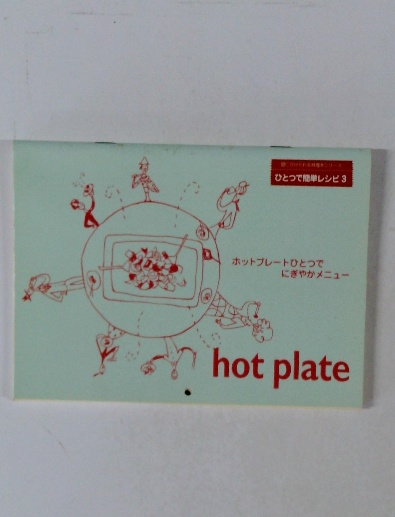 ひとつで簡単レシピ 3
ホットプレートひとつで
にぎやかメニュー
hot plate